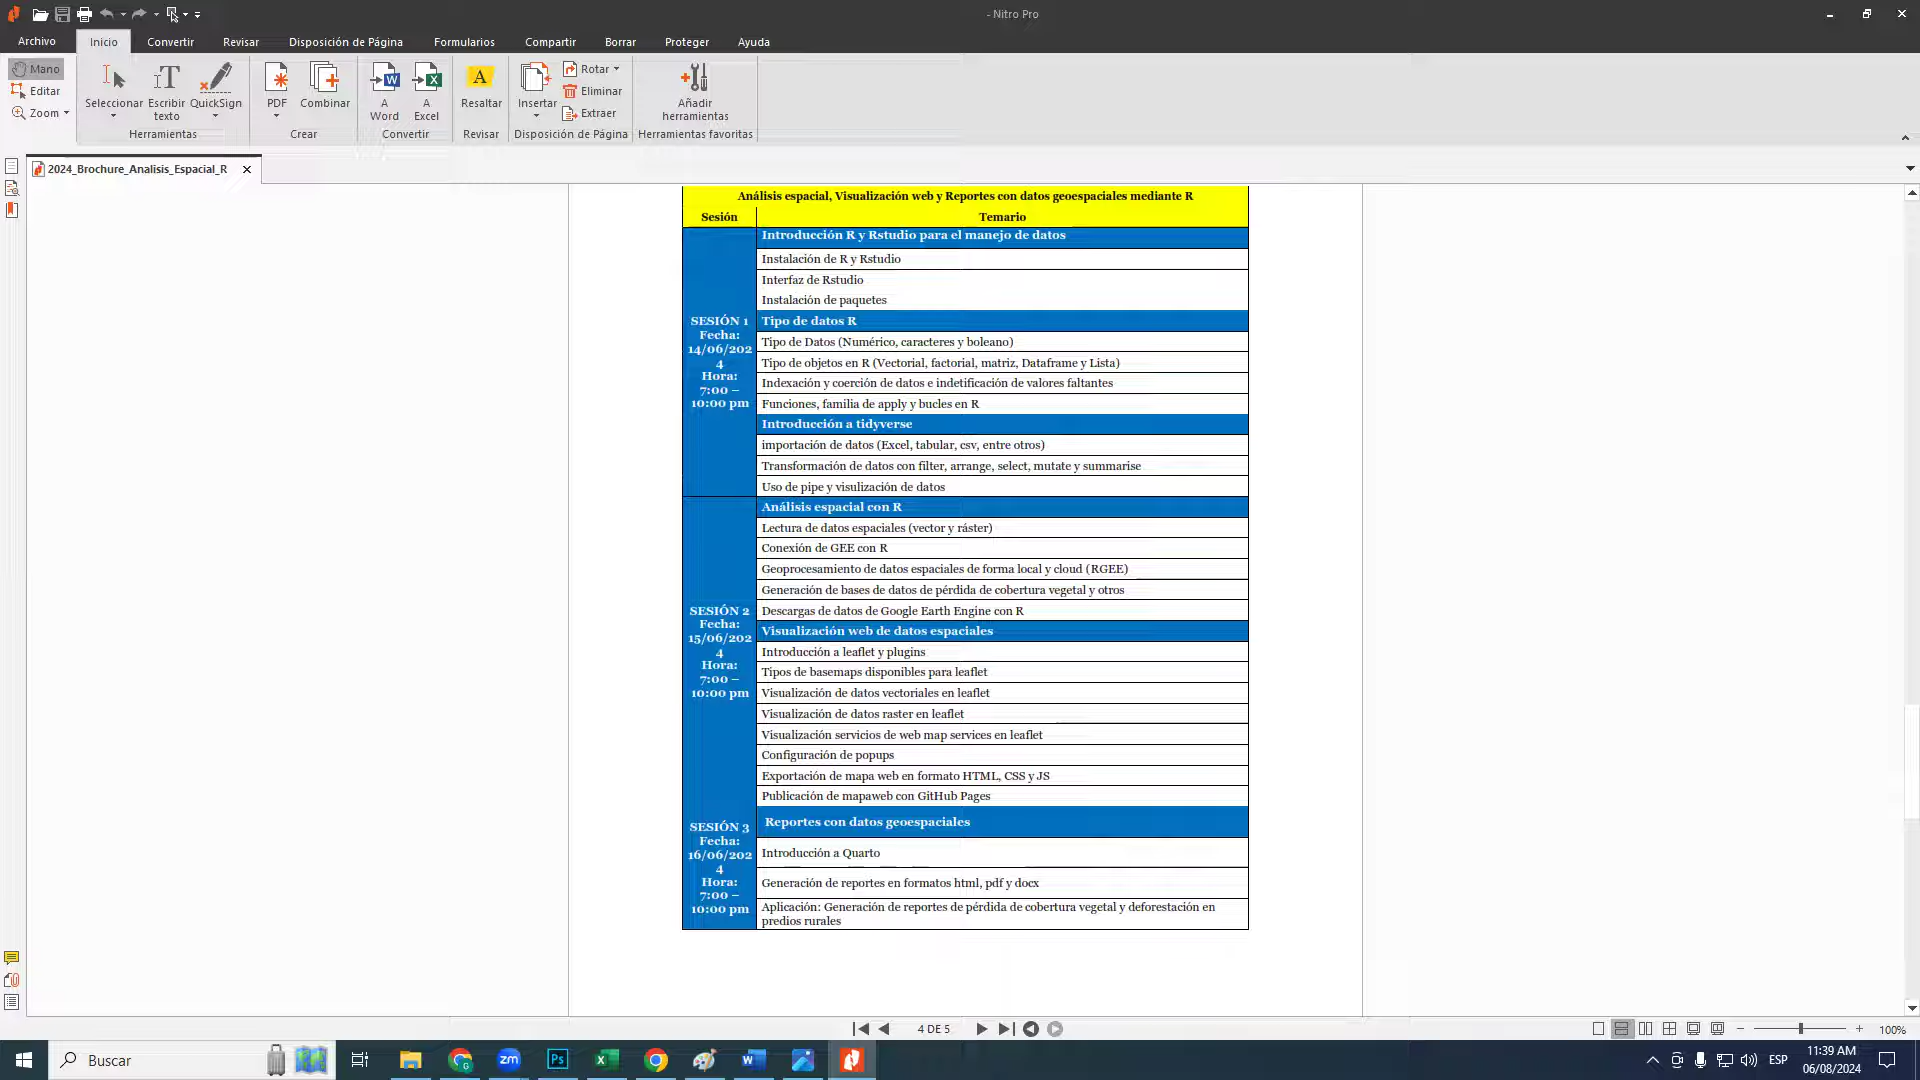 - Nitro Pro
Archivo
Inicio
Convertir
Revisar
Disposición de Página
Formularios
Compartir
Borrar
Proteger
Ayuda
Mano
Editar
Zoom
Seleccionar
Escribir
texto
QuickSign
Herramientas
PDF
Combinar
Crear
A
Word
A
Excel
Convertir
Resaltar
Revisar
Insertar
Rotar
Eliminar
Extraer
Disposición de Página
Añadir
herramientas
Herramientas favoritas
2024_Brochure_Analisis_Espacial_R
Análisis espacial, Visualización web y Reportes con datos geoespaciales mediante R
Sesión
Temario
SESIÓN 1
Fecha:
14/06/202
4
Hora:
7:00 –
10:00 pm
Introducción R y Rstudio para el manejo de datos
Instalación de R y Rstudio
Interfaz de Rstudio
Instalación de paquetes
Tipo de datos R
Tipo de Datos (Numérico, caracteres y boleano)
Tipo de objetos en R (Vectorial, factorial, matriz, Dataframe y Lista)
Indexación y coerción de datos e indetificación de valores faltantes
Funciones, familia de apply y bucles en R
Introducción a tidyverse
importación de datos (Excel, tabular, csv, entre otros)
Transformación de datos con filter, arrange, select, mutate y summarise
Uso de pipe y visulización de datos
SESIÓN 2
Fecha:
15/06/202
4
Hora:
7:00 –
10:00 pm
Análisis espacial con R
Lectura de datos espaciales (vector y ráster)
Conexión de GEE con R
Geoprocesamiento de datos espaciales de forma local y cloud (RGEE)
Generación de bases de datos de pérdida de cobertura vegetal y otros
Descargas de datos de Google Earth Engine con R
Visualización web de datos espaciales
Introducción a leaflet y plugins
Tipos de basemaps disponibles para leaflet
Visualización de datos vectoriales en leaflet
Visualización de datos raster en leaflet
Visualización servicios de web map services en leaflet
Configuración de popups
Exportación de mapa web en formato HTML, CSS y JS
Publicación de mapaweb con GitHub Pages
SESIÓN 3
Fecha:
16/06/202
4
Hora:
7:00 –
10:00 pm
Reportes con datos geoespaciales
Introducción a Quarto
Generación de reportes en formatos html, pdf y docx
Aplicación: Generación de reportes de pérdida de cobertura vegetal y deforestación en
predios rurales
4 DE 5
100%
Buscar
ESP
11:39 AM
06/08/2024